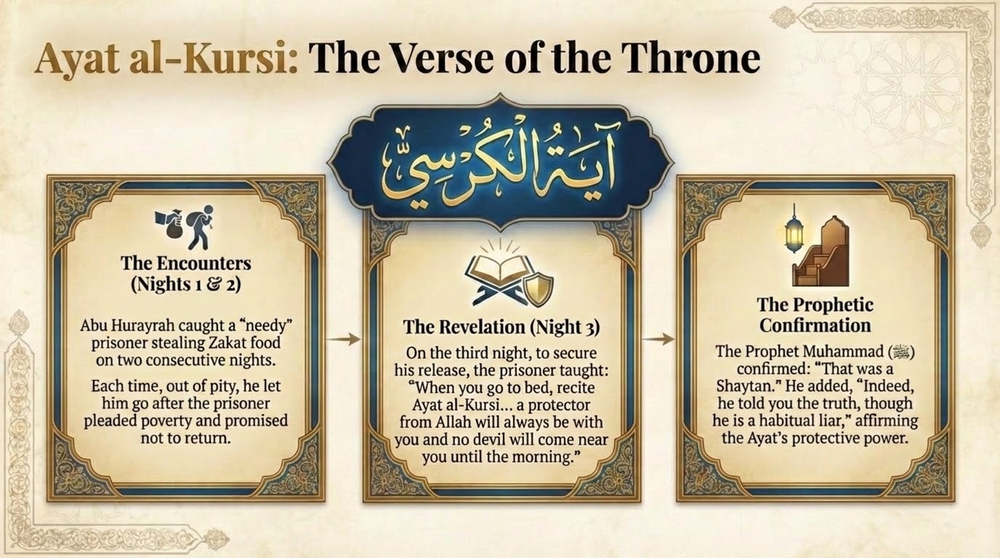 Ayat al-Kursi: The Verse of the Throne
آيَةُ الْكُرْسِيِّ
The Encounters
(Nights 1 & 2)
Abu Hurayrah caught a “needy”
prisoner stealing Zakat food
on two consecutive nights.
Each time, out of pity, he let
him go after the prisoner
pleaded poverty and promised
not to return.
The Revelation (Night 3)
On the third night, to secure
his release, the prisoner taught:
“When you go to bed, recite
Ayat al-Kursi... a protector
from Allah will always be with
you and no devil will come near
you until the morning.”
The Prophetic
Confirmation
The Prophet Muhammad (ﷺ)
confirmed: “That was a
Shaytan.” He added, “Indeed,
he told you the truth, though
he is a habitual liar,” affirming
the Ayat’s protective power.